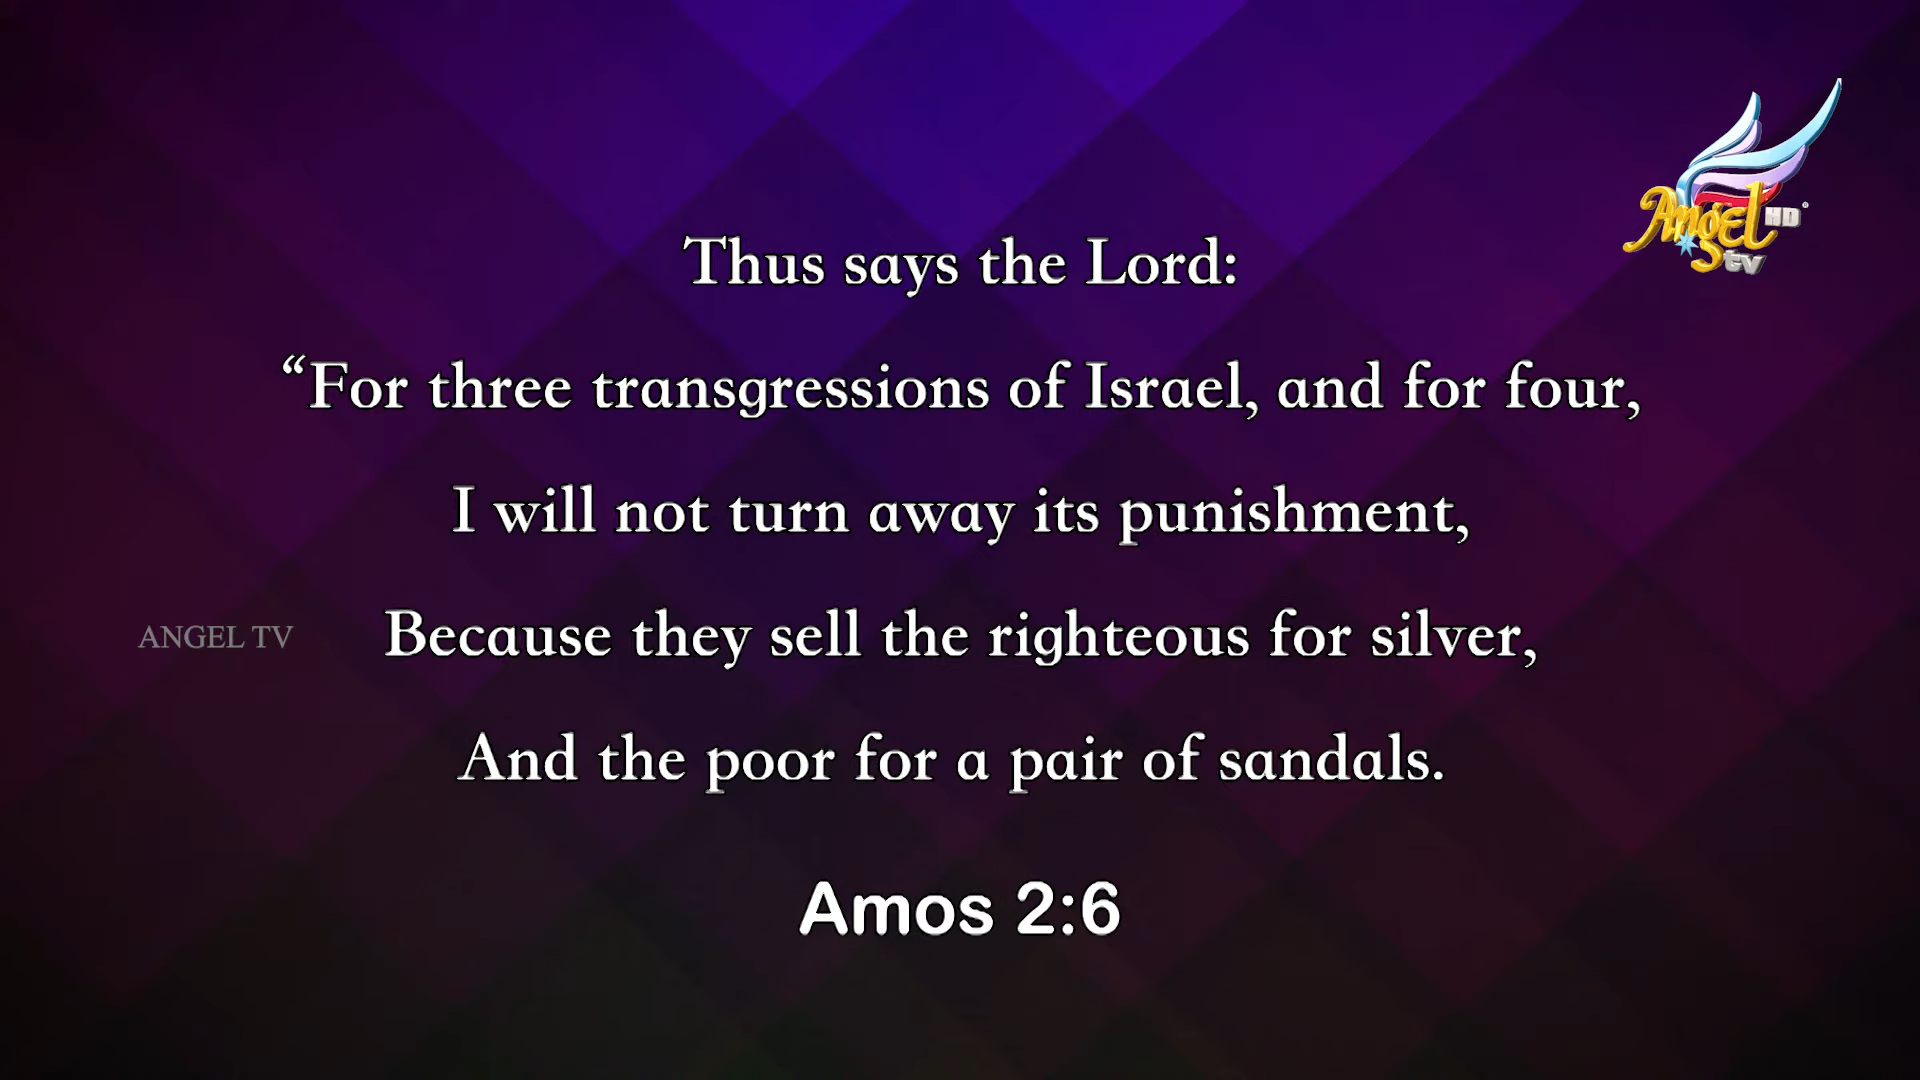 Angel HD
tv
Thus says the Lord:
“For three transgressions of Israel, and for four,
I will not turn away its punishment,
ANGEL TV
Because they sell the righteous for silver,
And the poor for a pair of sandals.
Amos 2:6